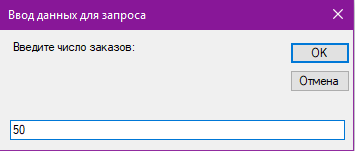 Ввод данных для запроса
Введите число заказов:
OK
Отмена
50